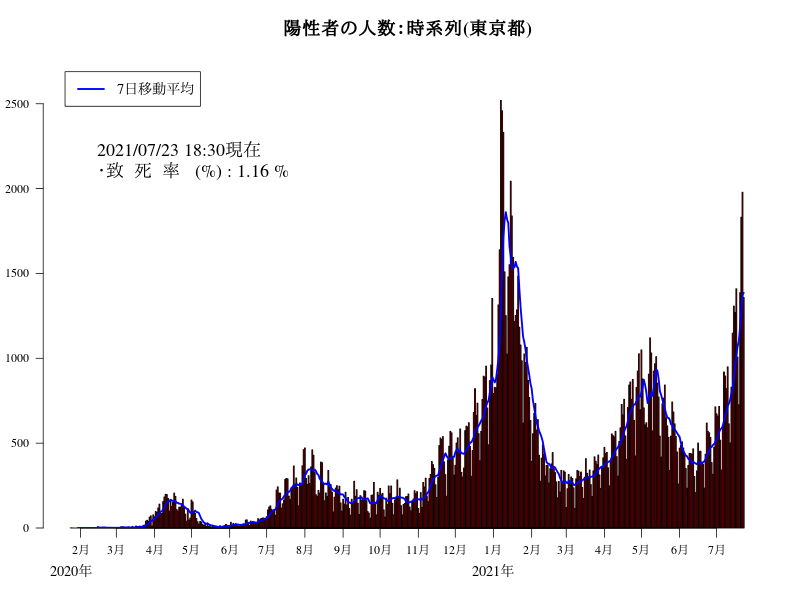 陽性者の人数：時系列(東京都)
7日移動平均
2021/07/23 18:30現在
・致 死 率 (%) : 1.16 %
2500
2000
1500
1000
500
0
2月 3月 4月 5月 6月 7月 8月 9月 10月 11月 12月 1月 2月 3月 4月 5月 6月 7月
2020年 2021年